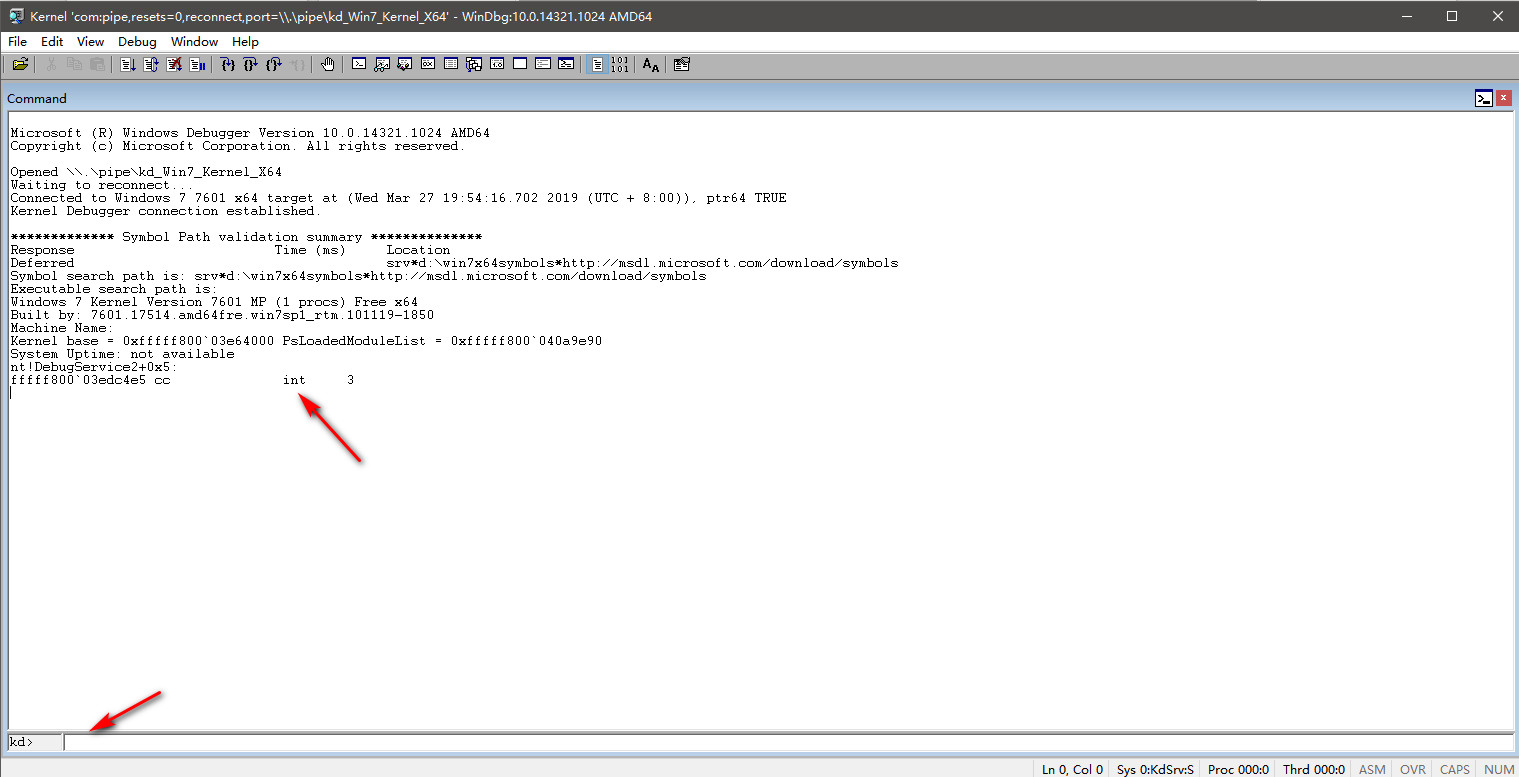 Kernel 'com:pipe,resets=0,reconnect,port=\\.\pipe\kd_Win7_Kernel_X64' - WinDbg:10.0.14321.1024 AMD64
File Edit View Debug Window Help
Command
Microsoft (R) Windows Debugger Version 10.0.14321.1024 AMD64
Copyright (c) Microsoft Corporation. All rights reserved.
Opened \\.\pipe\kd_Win7_Kernel_X64
Waiting to reconnect...
Connected to Windows 7 7601 x64 target at (Wed Mar 27 19:54:16.702 2019 (UTC + 8:00)), ptr64 TRUE
Kernel Debugger connection established.
************* Symbol Path validation summary **************
Response Time (ms) Location
Deferred srv*d:\win7x64symbols*http://msdl.microsoft.com/download/symbols
Symbol search path is: srv*d:\win7x64symbols*http://msdl.microsoft.com/download/symbols
Executable search path is:
Windows 7 Kernel Version 7601 MP (1 procs) Free x64
Built by: 7601.17514.amd64fre.win7sp1_rtm.101119-1850
Machine Name:
Kernel base = 0xfffff800`03e64000 PsLoadedModuleList = 0xfffff800`040a9e90
System Uptime: not available
nt!DebugService2+0x5:
fffff800`03edc4e5 cc int 3
kd>
Ln 0, Col 0 Sys 0:KdSrv:S Proc 000:0 Thrd 000:0 ASM OVR CAPS NUM